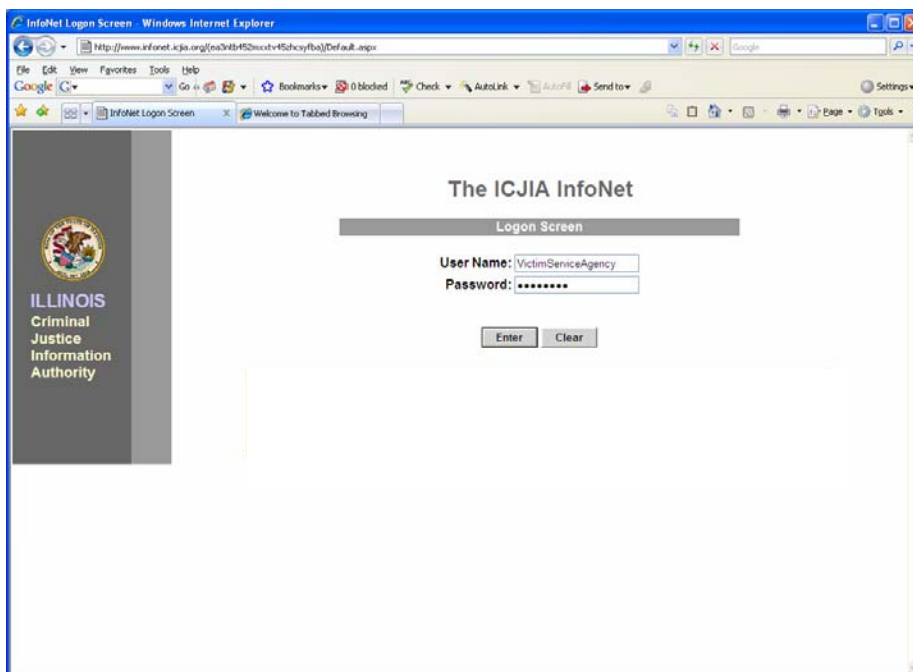 InfoNet Logon Screen - Windows Internet Explorer
Google
File Edit View Favorites Tools Help
Google G Go Bookmarks 0 blocked Check AutoLink AutoFill Send to Settings
InfoNet Logon Screen X Welcome to Tabbed Browsing Page Tools
The ICJIA InfoNet
Logon Screen
User Name: VictimServiceAgency
Password: ••••••••
Enter Clear
ILLINOIS
Criminal
Justice
Information
Authority